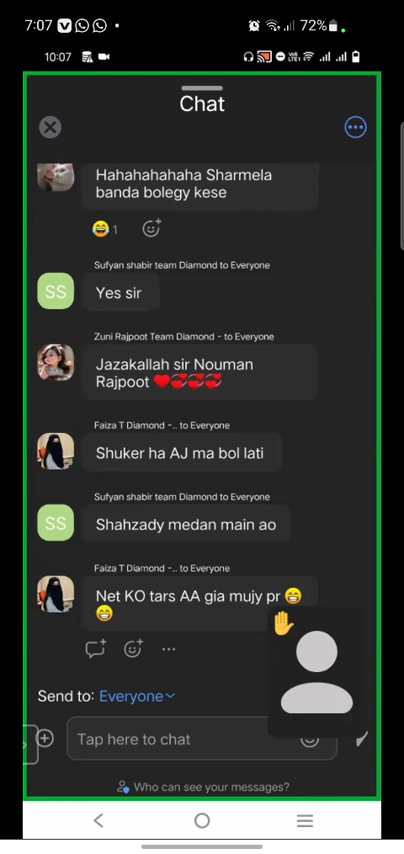 7:07
72%
10:07
Chat
Hahahahahaha Sharmela
banda bolegy kese
1
Sufyan shabir team Diamond to Everyone
SS
Yes sir
Zuni Rajpoot Team Diamond - to Everyone
Jazakallah sir Nouman
Rajpoot ❤️💞💞💞
Faiza T Diamond -.. to Everyone
Shuker ha AJ ma bol lati
Sufyan shabir team Diamond to Everyone
SS
Shahzady medan main ao
Faiza T Diamond -.. to Everyone
Net KO tars AA gia mujy pr 😁
😁
Send to: Everyone
Tap here to chat
Who can see your messages?